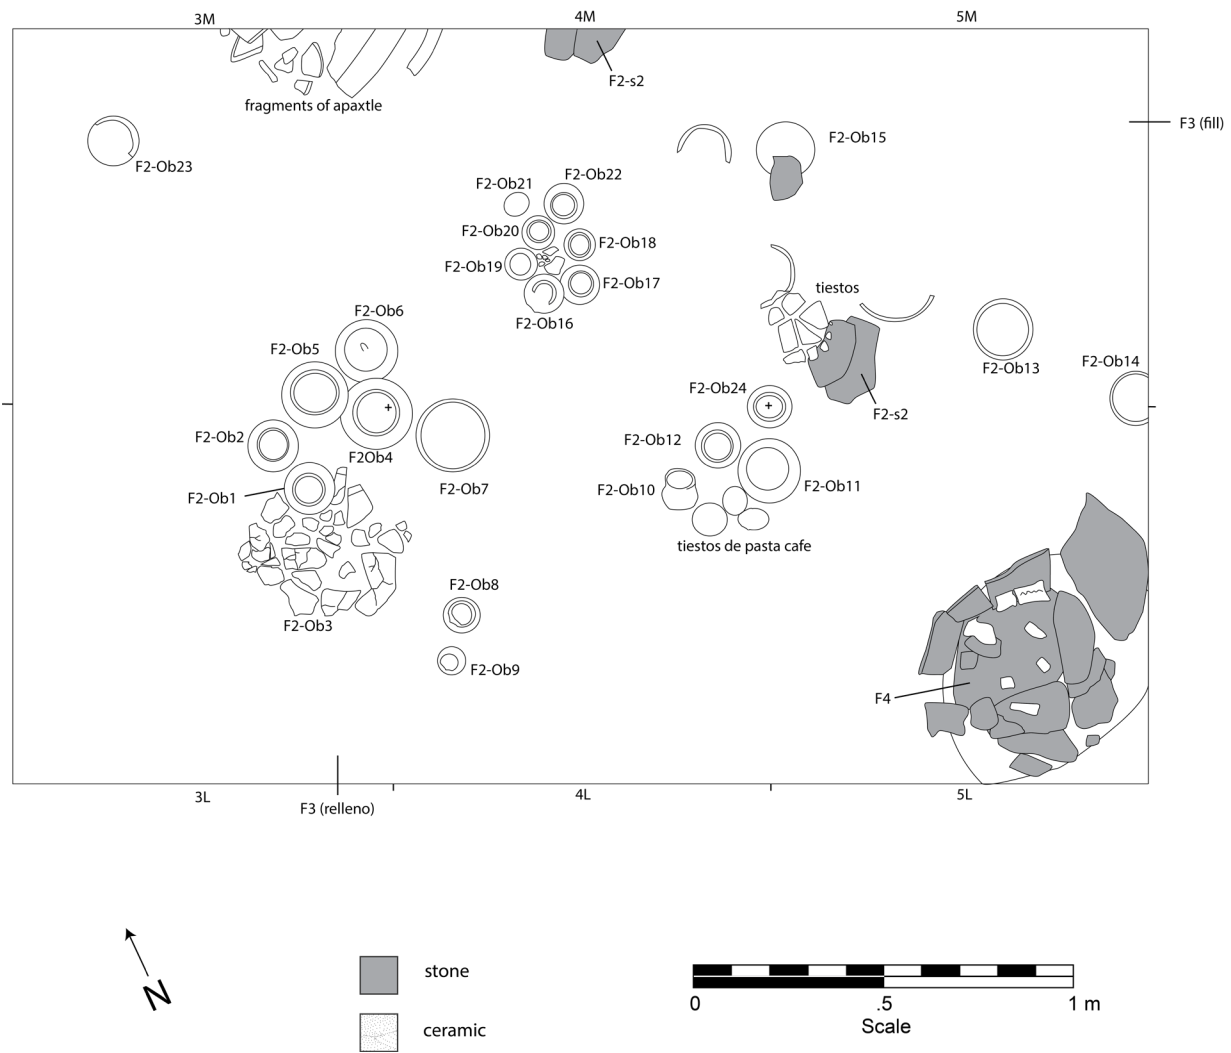 3M
4M
5M
F2-s2
fragments of apaxtle
F3 (fill)
F2-Ob15
F2-Ob23
F2-Ob22
F2-Ob21
F2-Ob20
F2-Ob18
F2-Ob19
F2-Ob17
F2-Ob16
tiestos
F2-Ob6
F2-Ob5
F2-Ob13
F2-Ob14
F2-Ob24
F2-s2
F2-Ob2
F2-Ob12
F2Ob4
F2-Ob7
F2-Ob10
F2-Ob11
F2-Ob1
tiestos de pasta cafe
F2-Ob8
F2-Ob3
F2-Ob9
F4
3L
4L
5L
F3 (relleno)
N
stone
ceramic
0 .5 1 m
Scale